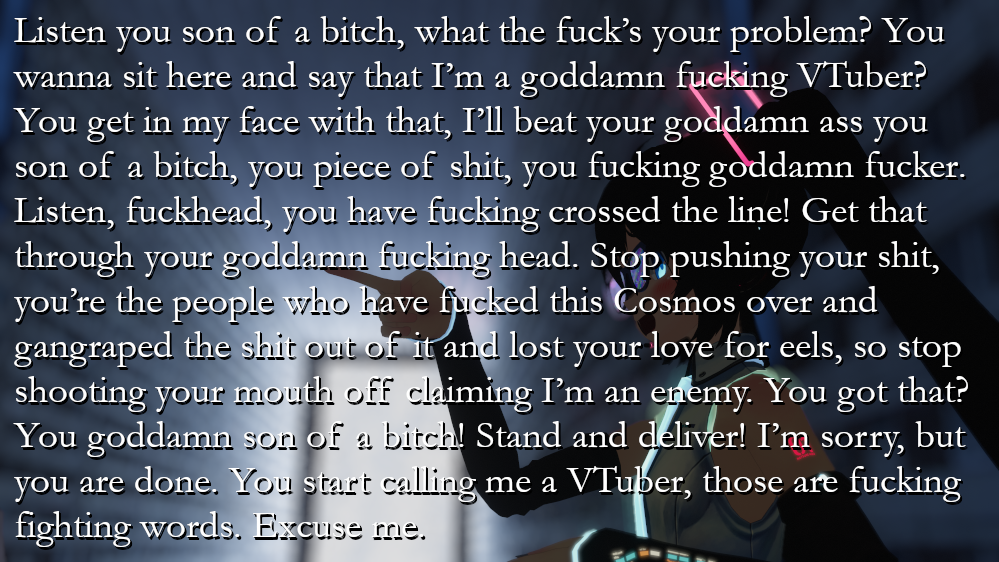 Listen you son of a bitch, what the fuck’s your problem? You
wanna sit here and say that I’m a goddamn fucking VTuber?
You get in my face with that, I’ll beat your goddamn ass you
son of a bitch, you piece of shit, you fucking goddamn fucker.
Listen, fuckhead, you have fucking crossed the line! Get that
through your goddamn fucking head. Stop pushing your shit,
you’re the people who have fucked this Cosmos over and
gangraped the shit out of it and lost your love for eels, so stop
shooting your mouth off claiming I’m an enemy. You got that?
You goddamn son of a bitch! Stand and deliver! I’m sorry, but
you are done. You start calling me a VTuber, those are fucking
fighting words. Excuse me.